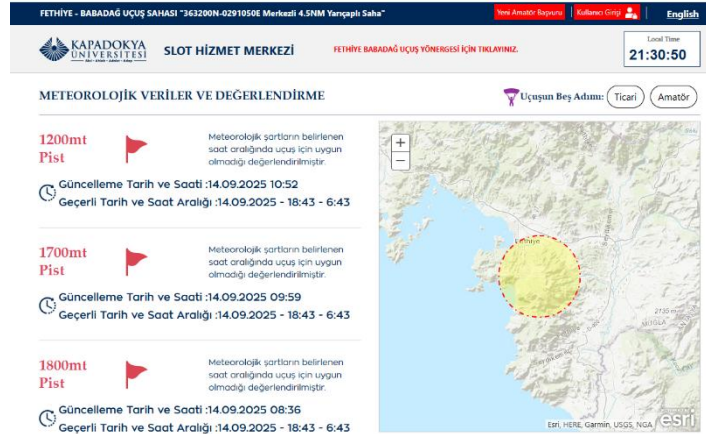 FETHİYE - BABADAĞ UÇUŞ SAHASI "363200N-0291050E Merkezli 4.5NM Yarıçaplı Saha"
Yeni Amatör Başvuru
Kullanıcı Girişi
English
KAPADOKYA
ÜNİVERSİTESİ
SLOT HİZMET MERKEZİ
FETHİYE BABADAĞ UÇUŞ YÖNERGESİ İÇİN TIKLAYINIZ.
Local Time
21:30:50
METEOROLOJİK VERİLER VE DEĞERLENDİRME
Uçuşun Beş Adımı:
Ticari
Amatör
1200mt
Pist
Meteorolojik şartların belirlenen
saat aralığında uçuş için uygun
olmadığı değerlendirilmiştir.
Güncelleme Tarih ve Saati :14.09.2025 10:52
Geçerli Tarih ve Saat Aralığı :14.09.2025 - 18:43 - 6:43
1700mt
Pist
Meteorolojik şartların belirlenen
saat aralığında uçuş için uygun
olmadığı değerlendirilmiştir.
Güncelleme Tarih ve Saati :14.09.2025 09:59
Geçerli Tarih ve Saat Aralığı :14.09.2025 - 18:43 - 6:43
1800mt
Pist
Meteorolojik şartların belirlenen
saat aralığında uçuş için uygun
olmadığı değerlendirilmiştir.
Güncelleme Tarih ve Saati :14.09.2025 08:36
Geçerli Tarih ve Saat Aralığı :14.09.2025 - 18:43 - 6:43
+
−
Fethiye
2135 m
MUĞLA
Esri, HERE, Garmin, USGS, NGA
esri